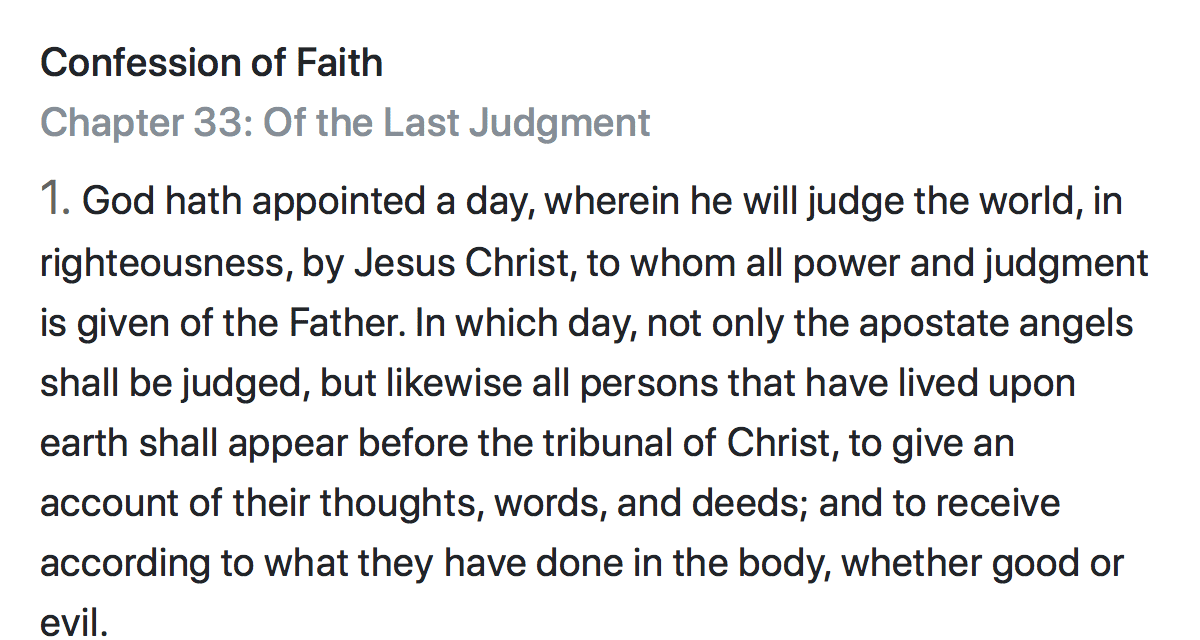 Confession of Faith
Chapter 33: Of the Last Judgment
1. God hath appointed a day, wherein he will judge the world, in
righteousness, by Jesus Christ, to whom all power and judgment
is given of the Father. In which day, not only the apostate angels
shall be judged, but likewise all persons that have lived upon
earth shall appear before the tribunal of Christ, to give an
account of their thoughts, words, and deeds; and to receive
according to what they have done in the body, whether good or
evil.